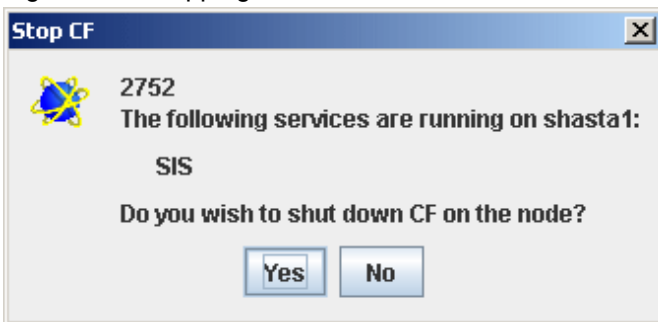 Stop CF
2752
The following services are running on shasta1:
SIS
Do you wish to shut down CF on the node?
Yes No